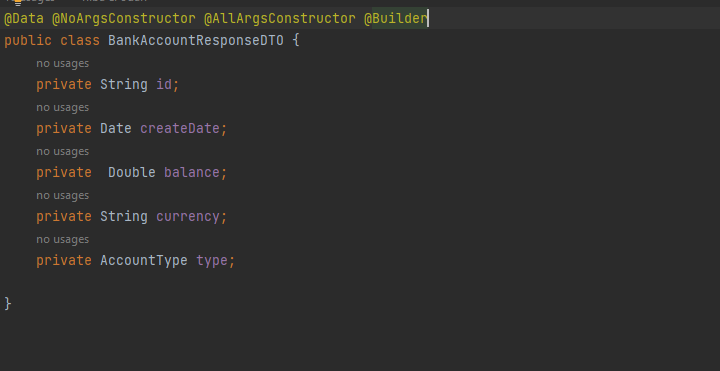 @Data @NoArgsConstructor @AllArgsConstructor @Builder
public class BankAccountResponseDTO {
no usages
private String id;
no usages
private Date createDate;
no usages
private  Double balance;
no usages
private String currency;
no usages
private AccountType type;
}